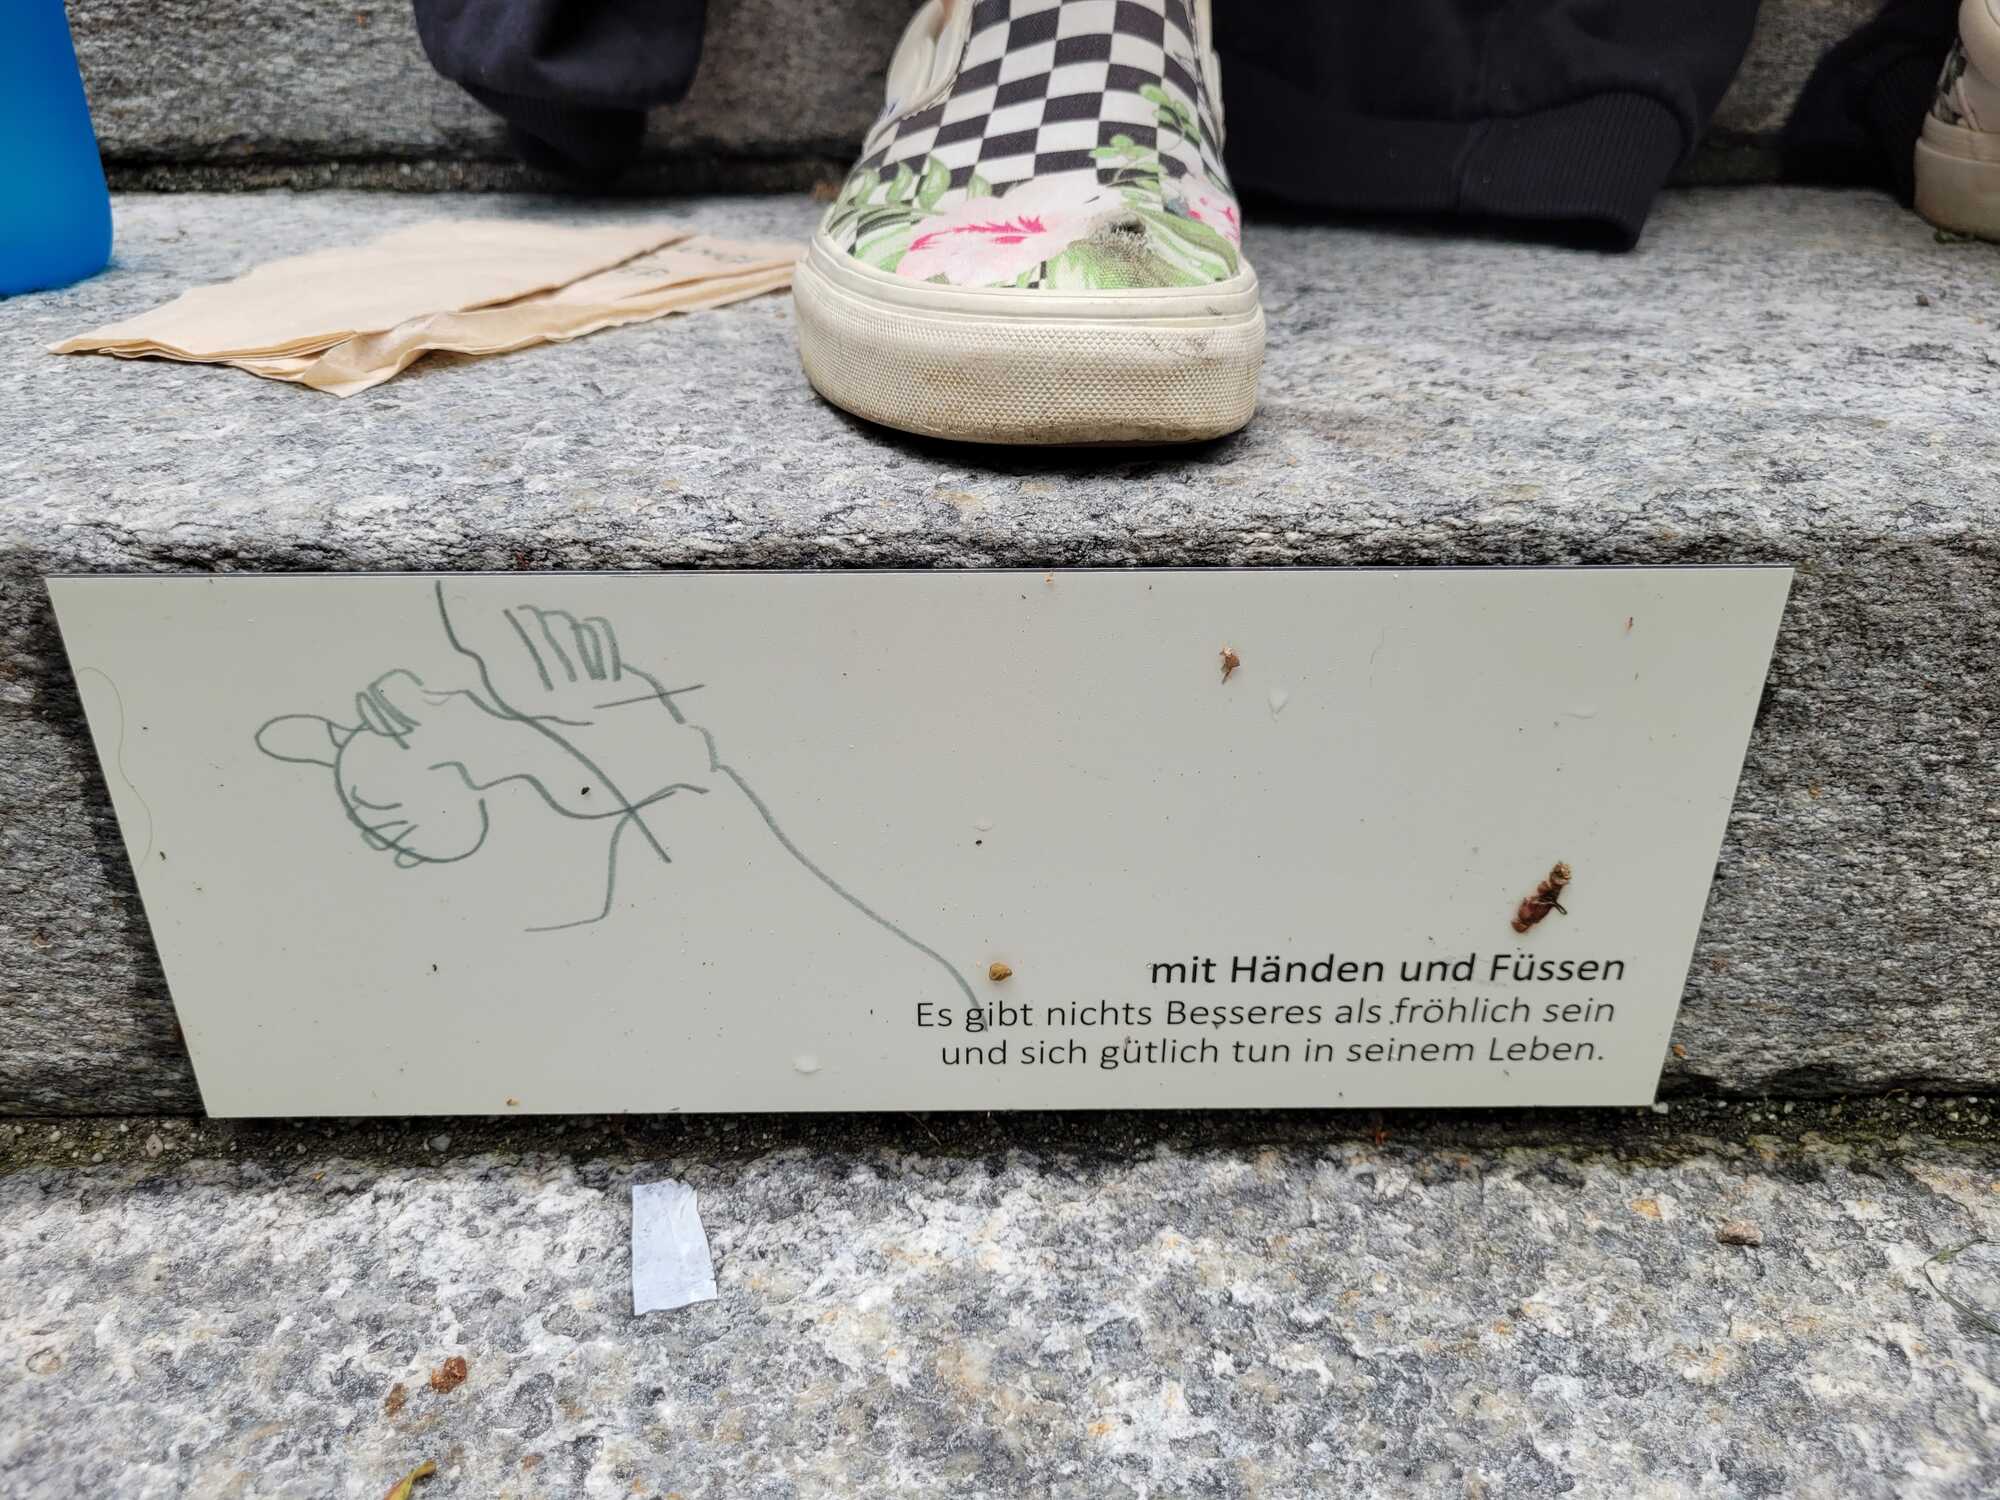 mit Händen und Füssen
Es gibt nichts Besseres als fröhlich sein
und sich gütlich tun in seinem Leben.